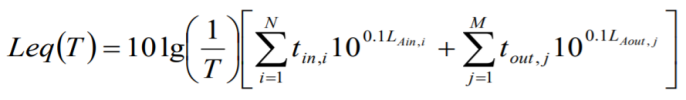 Leq(T) = 10 lg(1/T)[∑_{i=1}^{N} t_{in,i} 10^{0.1L_{Ain,i}} + ∑_{j=1}^{M} t_{out,j} 10^{0.1L_{Aout,j}}]